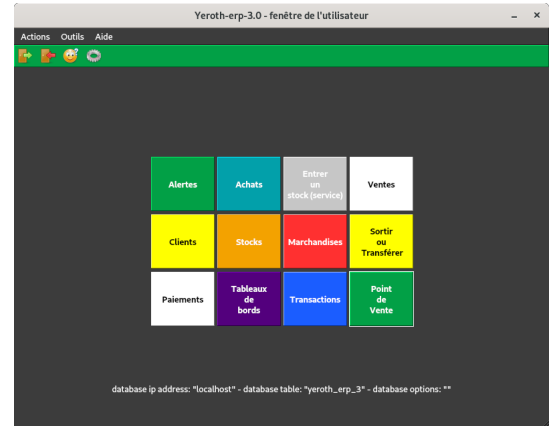 Yeroth-erp-3.0 - fenêtre de l'utilisateur
Actions Outils Aide
Alertes
Achats
Entrer
un
stock (service)
Ventes
Clients
Stocks
Marchandises
Sortir
ou
Transférer
Paiements
Tableaux
de
bords
Transactions
Point
de
Vente
database ip address: "localhost" - database table: "yeroth_erp_3" - database options: ""